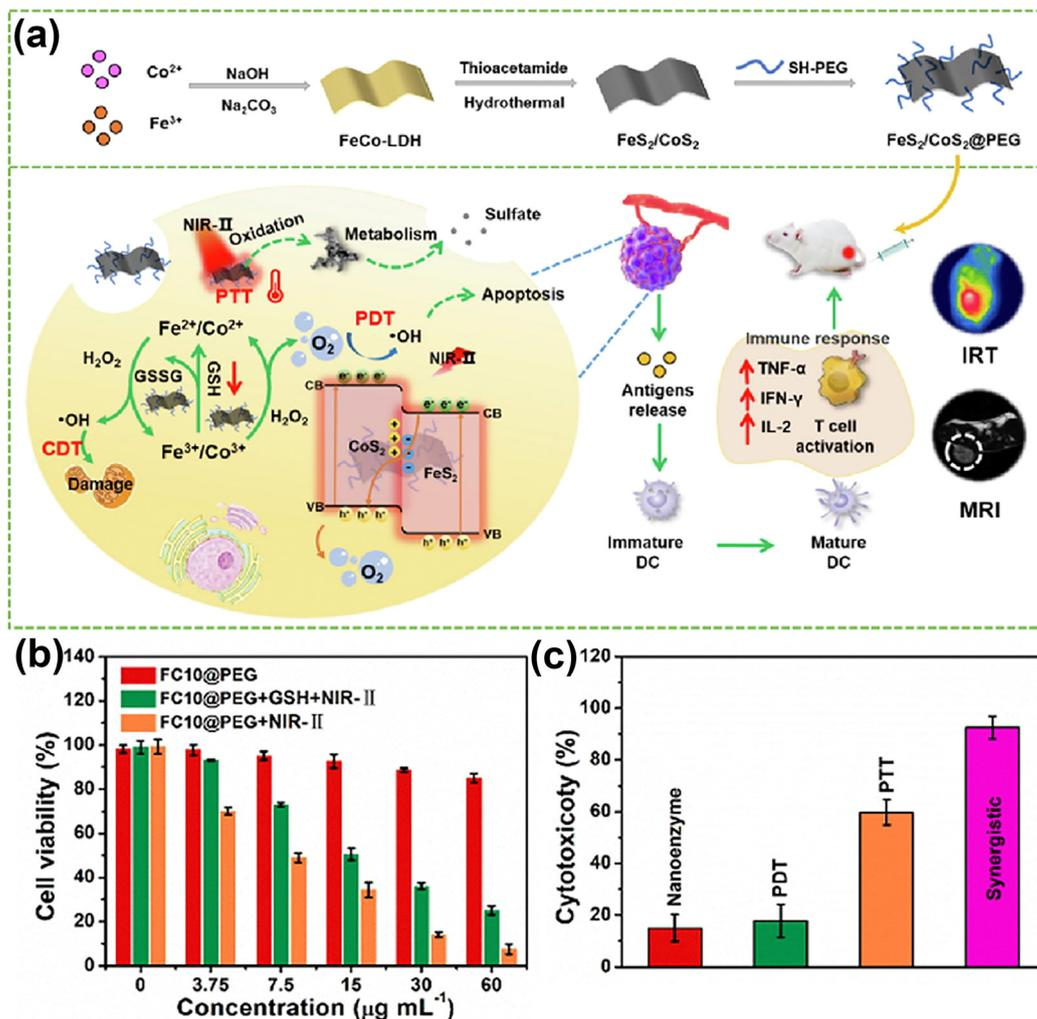 (a)
Co²⁺
Fe³⁺
NaOH
Na₂CO₃
FeCo-LDH
Thioacetamide
Hydrothermal
FeS₂/CoS₂
SH-PEG
FeS₂/CoS₂@PEG
NIR-Ⅱ
Oxidation
PTT
Metabolism
Sulfate
Apoptosis
Fe²⁺/Co²⁺
H₂O₂
GSSG
GSH
H₂O₂
O₂
PDT
•OH
NIR-Ⅱ
•OH
CDT
Damage
Fe³⁺/Co³⁺
CB
e⁻ e⁻ e⁻
e⁻ e⁻ e⁻
CB
CoS₂
+
+
+
-
-
-
FeS₂
VB
h⁺ h⁺ h⁺
h⁺ h⁺ h⁺
VB
O₂
Antigens
release
Immature
DC
Mature
DC
Immune response
TNF-α
IFN-γ
IL-2
T cell
activation
IRT
MRI
(b)
140
120
100
80
60
40
20
0
Cell viability (%)
FC10@PEG
FC10@PEG+GSH+NIR-Ⅱ
FC10@PEG+NIR-Ⅱ
0 3.75 7.5 15 30 60
Concentration (μg mL⁻¹)
(c)
120
100
80
60
40
20
0
Cytotoxicoty (%)
Nanoenzyme
PDT
PTT
Synergistic